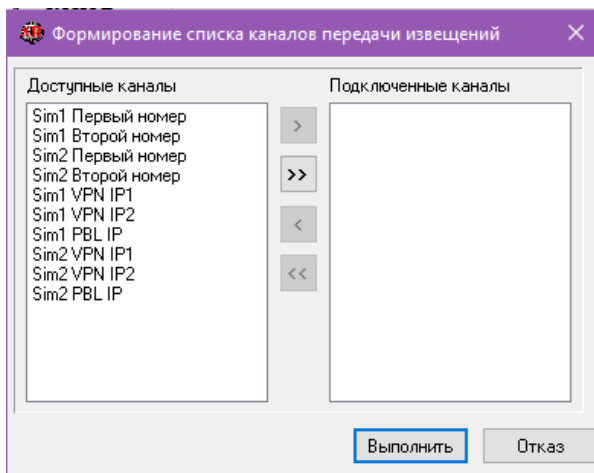 Формирование списка каналов передачи извещений
Доступные каналы
Подключенные каналы
Sim1 Первый номер
Sim1 Второй номер
Sim2 Первый номер
Sim2 Второй номер
Sim1 VPN IP1
Sim1 VPN IP2
Sim1 PBL IP
Sim2 VPN IP1
Sim2 VPN IP2
Sim2 PBL IP
>
>>
<
<<
Выполнить
Отказ